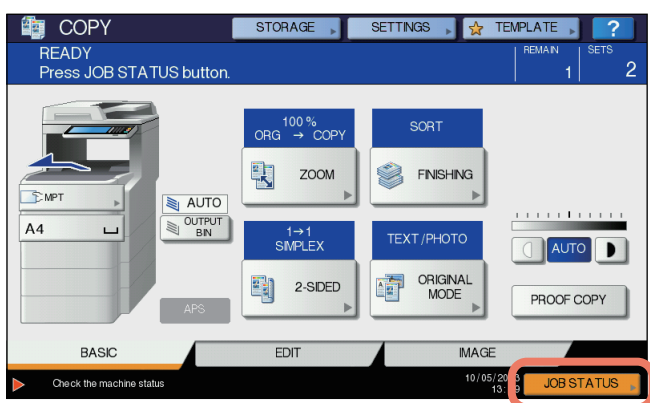 COPY
STORAGE
SETTINGS
TEMPLATE
?
READY
Press JOB STATUS button.
REMAIN
1
SETS
2
100 %
ORG → COPY
ZOOM
SORT
FINISHING
MPT
A4
AUTO
OUTPUT
BIN
APS
1→1
SIMPLEX
2-SIDED
TEXT/PHOTO
ORIGINAL
MODE
AUTO
PROOF COPY
BASIC
EDIT
IMAGE
Check the machine status
10/05/20
13:
JOB STATUS